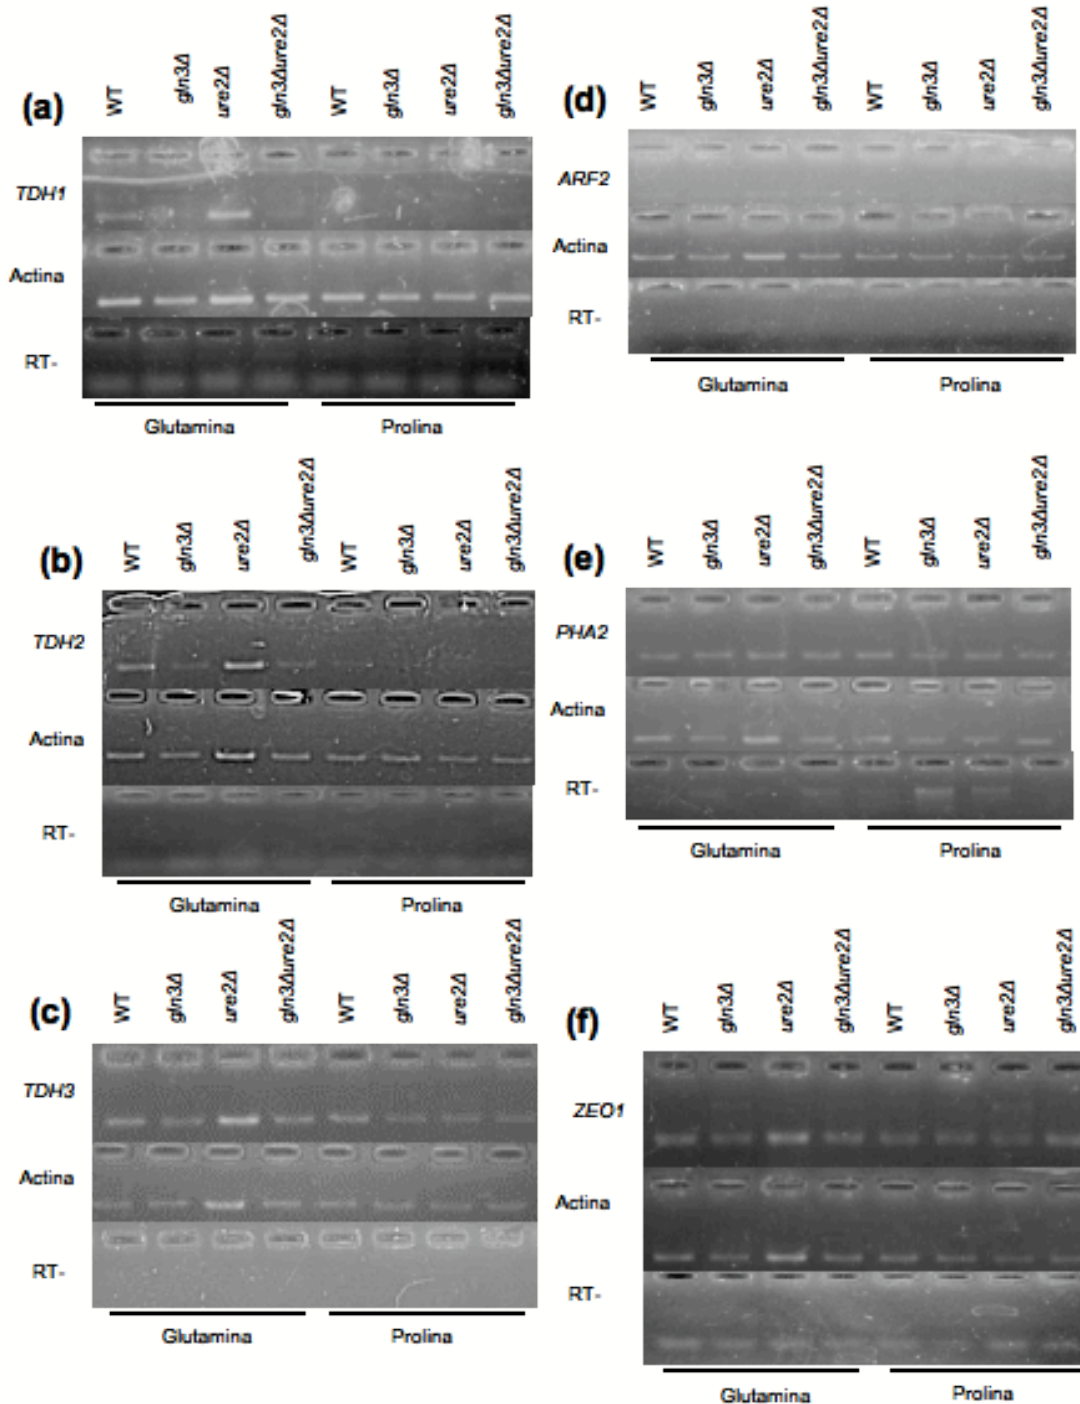 (a)
WT gln3Δ ure2Δ gln3Δure2Δ WT gln3Δ ure2Δ gln3Δure2Δ
TDH1
Actina
RT-
Glutamina Prolina
(b)
WT gln3Δ ure2Δ gln3Δure2Δ WT gln3Δ ure2Δ gln3Δure2Δ
TDH2
Actina
RT-
Glutamina Prolina
(c)
WT gln3Δ ure2Δ gln3Δure2Δ WT gln3Δ ure2Δ gln3Δure2Δ
TDH3
Actina
RT-
Glutamina Prolina
(d)
WT gln3Δ ure2Δ gln3Δure2Δ WT gln3Δ ure2Δ gln3Δure2Δ
ARF2
Actina
RT-
Glutamina Prolina
(e)
WT gln3Δ ure2Δ gln3Δure2Δ WT gln3Δ ure2Δ gln3Δure2Δ
PHA2
Actina
RT-
Glutamina Prolina
(f)
WT gln3Δ ure2Δ gln3Δure2Δ WT gln3Δ ure2Δ gln3Δure2Δ
ZEO1
Actina
RT-
Glutamina Prolina